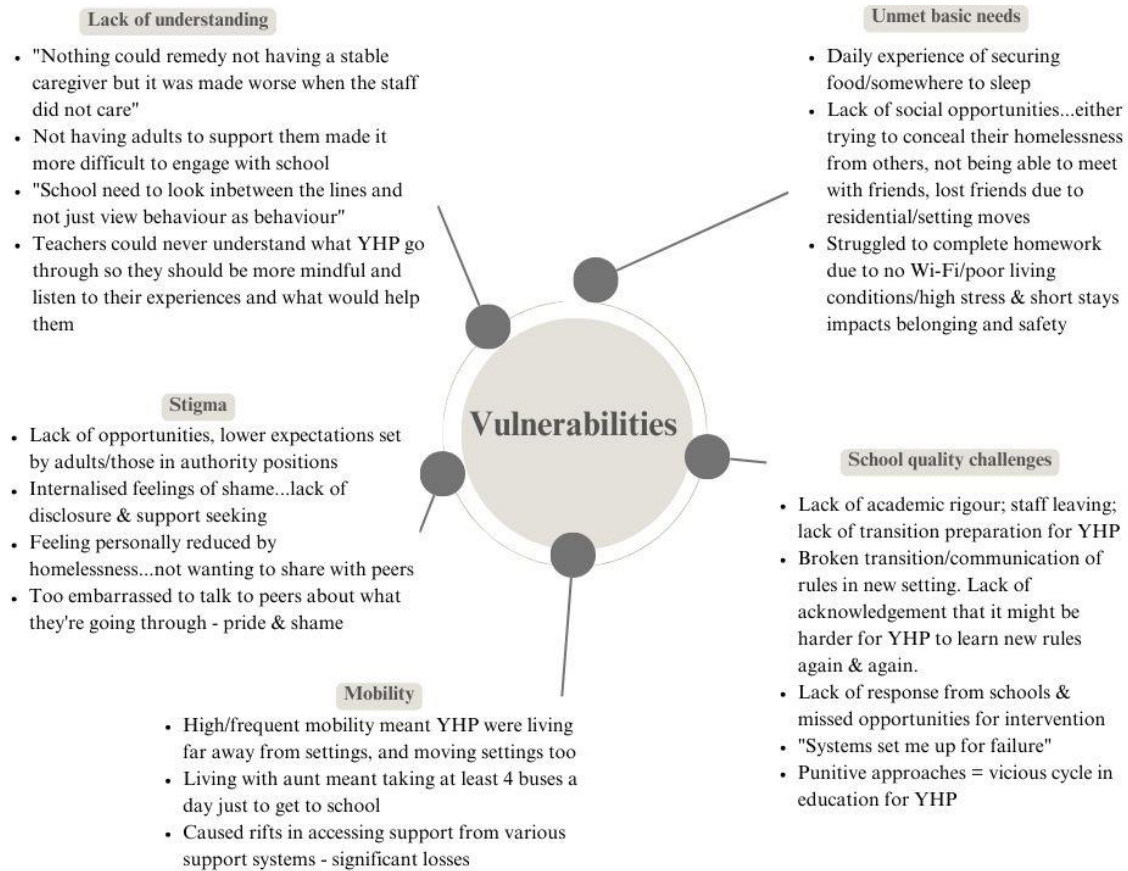 Lack of understanding
• "Nothing could remedy not having a stable
caregiver but it was made worse when the staff
did not care"
• Not having adults to support them made it
more difficult to engage with school
• "School need to look inbetween the lines and
not just view behaviour as behaviour"
• Teachers could never understand what YHP go
through so they should be more mindful and
listen to their experiences and what would help
them
Unmet basic needs
• Daily experience of securing
food/somewhere to sleep
• Lack of social opportunities...either
trying to conceal their homelessness
from others, not being able to meet
with friends, lost friends due to
residential/setting moves
• Struggled to complete homework
due to no Wi-Fi/poor living
conditions/high stress & short stays
impacts belonging and safety
Vulnerabilities
Stigma
• Lack of opportunities, lower expectations set
by adults/those in authority positions
• Internalised feelings of shame...lack of
disclosure & support seeking
• Feeling personally reduced by
homelessness...not wanting to share with peers
• Too embarrassed to talk to peers about what
they're going through - pride & shame
School quality challenges
• Lack of academic rigour; staff leaving;
lack of transition preparation for YHP
• Broken transition/communication of
rules in new setting. Lack of
acknowledgement that it might be
harder for YHP to learn new rules
again & again.
• Lack of response from schools &
missed opportunities for intervention
• "Systems set me up for failure"
• Punitive approaches = vicious cycle in
education for YHP
Mobility
• High/frequent mobility meant YHP were living
far away from settings, and moving settings too
• Living with aunt meant taking at least 4 buses a
day just to get to school
• Caused rifts in accessing support from various
support systems - significant losses